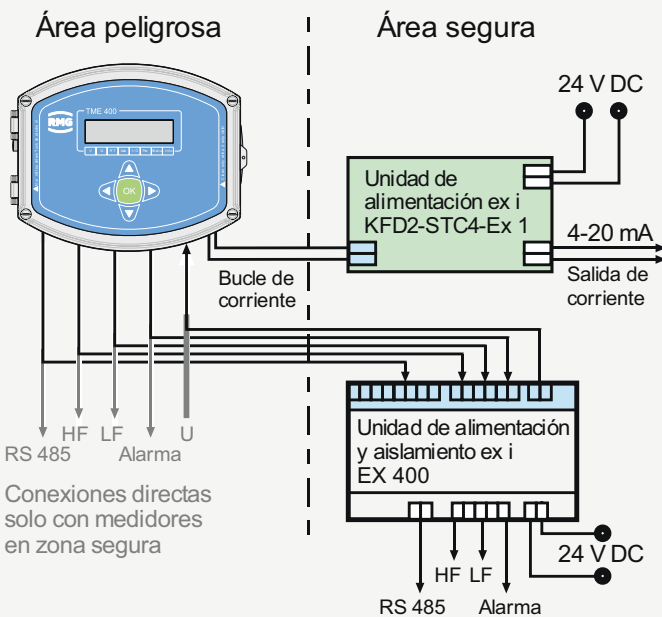 Área peligrosa
Área segura
RMG
TME 400
OK
24 V DC
Unidad de
alimentación ex i
KFD2-STC4-Ex 1
4-20 mA
Salida de
corriente
Bucle de
corriente
RS 485
HF
LF
Alarma
U
Conexiones directas
solo con medidores
en zona segura
Unidad de alimentación
y aislamiento ex i
EX 400
24 V DC
HF
LF
RS 485
Alarma